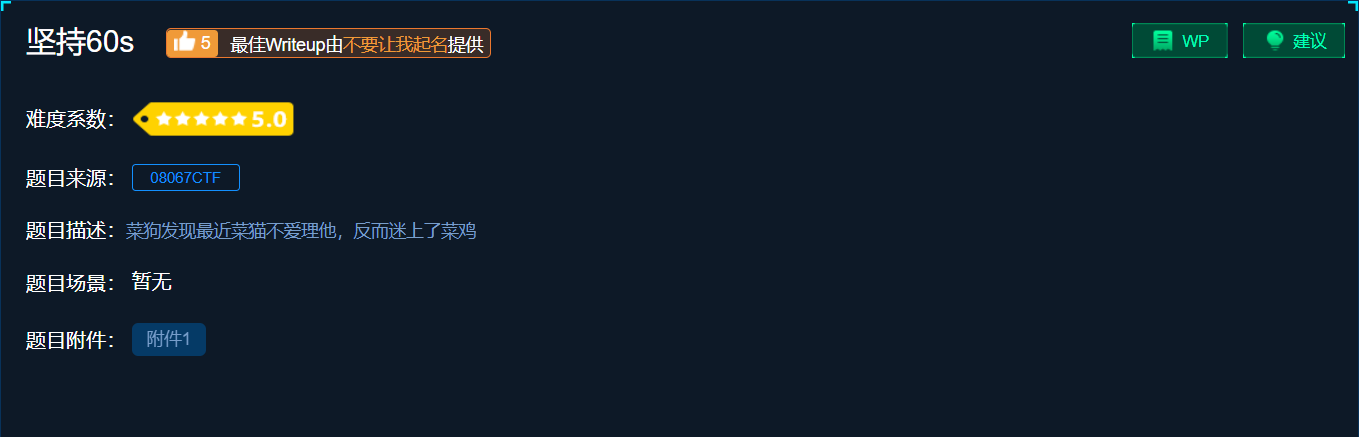 坚持60s 5 最佳Writeup由不要让我起名提供 WP 建议
难度系数： 5.0
题目来源： 08067CTF
题目描述：菜狗发现最近菜猫不爱理他，反而迷上了菜鸡
题目场景： 暂无
题目附件： 附件1